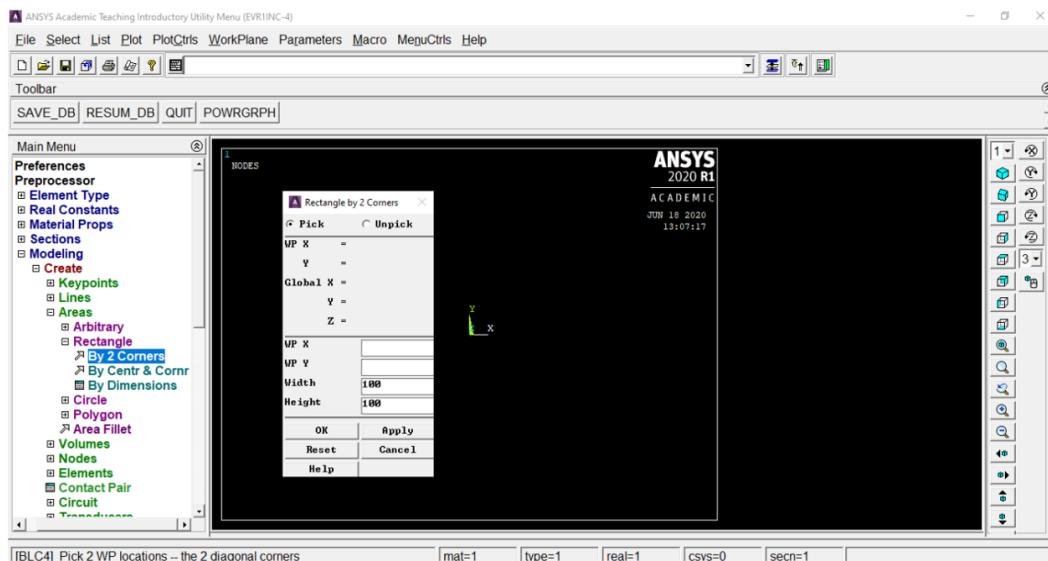 ANSYS Academic Teaching Introductory Utility Menu (EVR1INC-4)
File Select List Plot PlotCtrls WorkPlane Parameters Macro MenuCtrls Help
Toolbar
SAVE_DB RESUM_DB QUIT POWRGRPH
Main Menu
Preferences
Preprocessor
Element Type
Real Constants
Material Props
Sections
Modeling
Create
Keypoints
Lines
Areas
Arbitrary
Rectangle
By 2 Corners
By Centr & Cornr
By Dimensions
Circle
Polygon
Area Fillet
Volumes
Nodes
Elements
Contact Pair
Circuit
Transducers
1
NODES
ANSYS
2020 R1
ACADEMIC
JUN 18 2020
13:07:17
Rectangle by 2 Corners
Pick Unpick
WP X =
Y =
Global X =
Y =
Z =
WP X
WP Y
Width 100
Height 100
OK Apply
Reset Cancel
Help
Y
X
1
3
[BLC4] Pick 2 WP locations -- the 2 diagonal corners mat=1 type=1 real=1 csys=0 secn=1